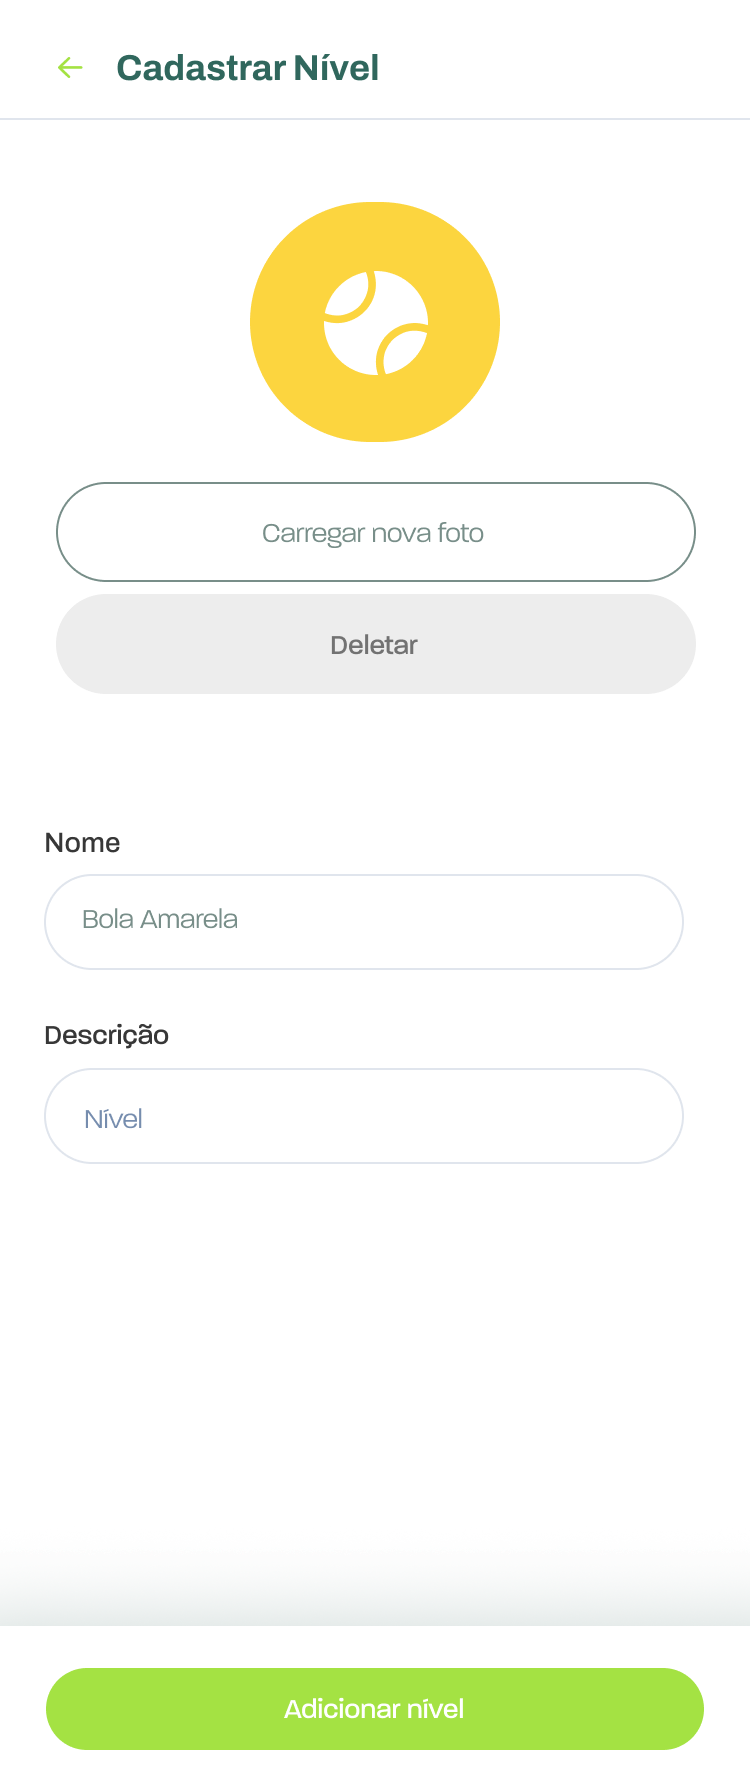 Cadastrar Nível
Carregar nova foto
Deletar
Nome
Bola Amarela
Descrição
Nível
Adicionar nível